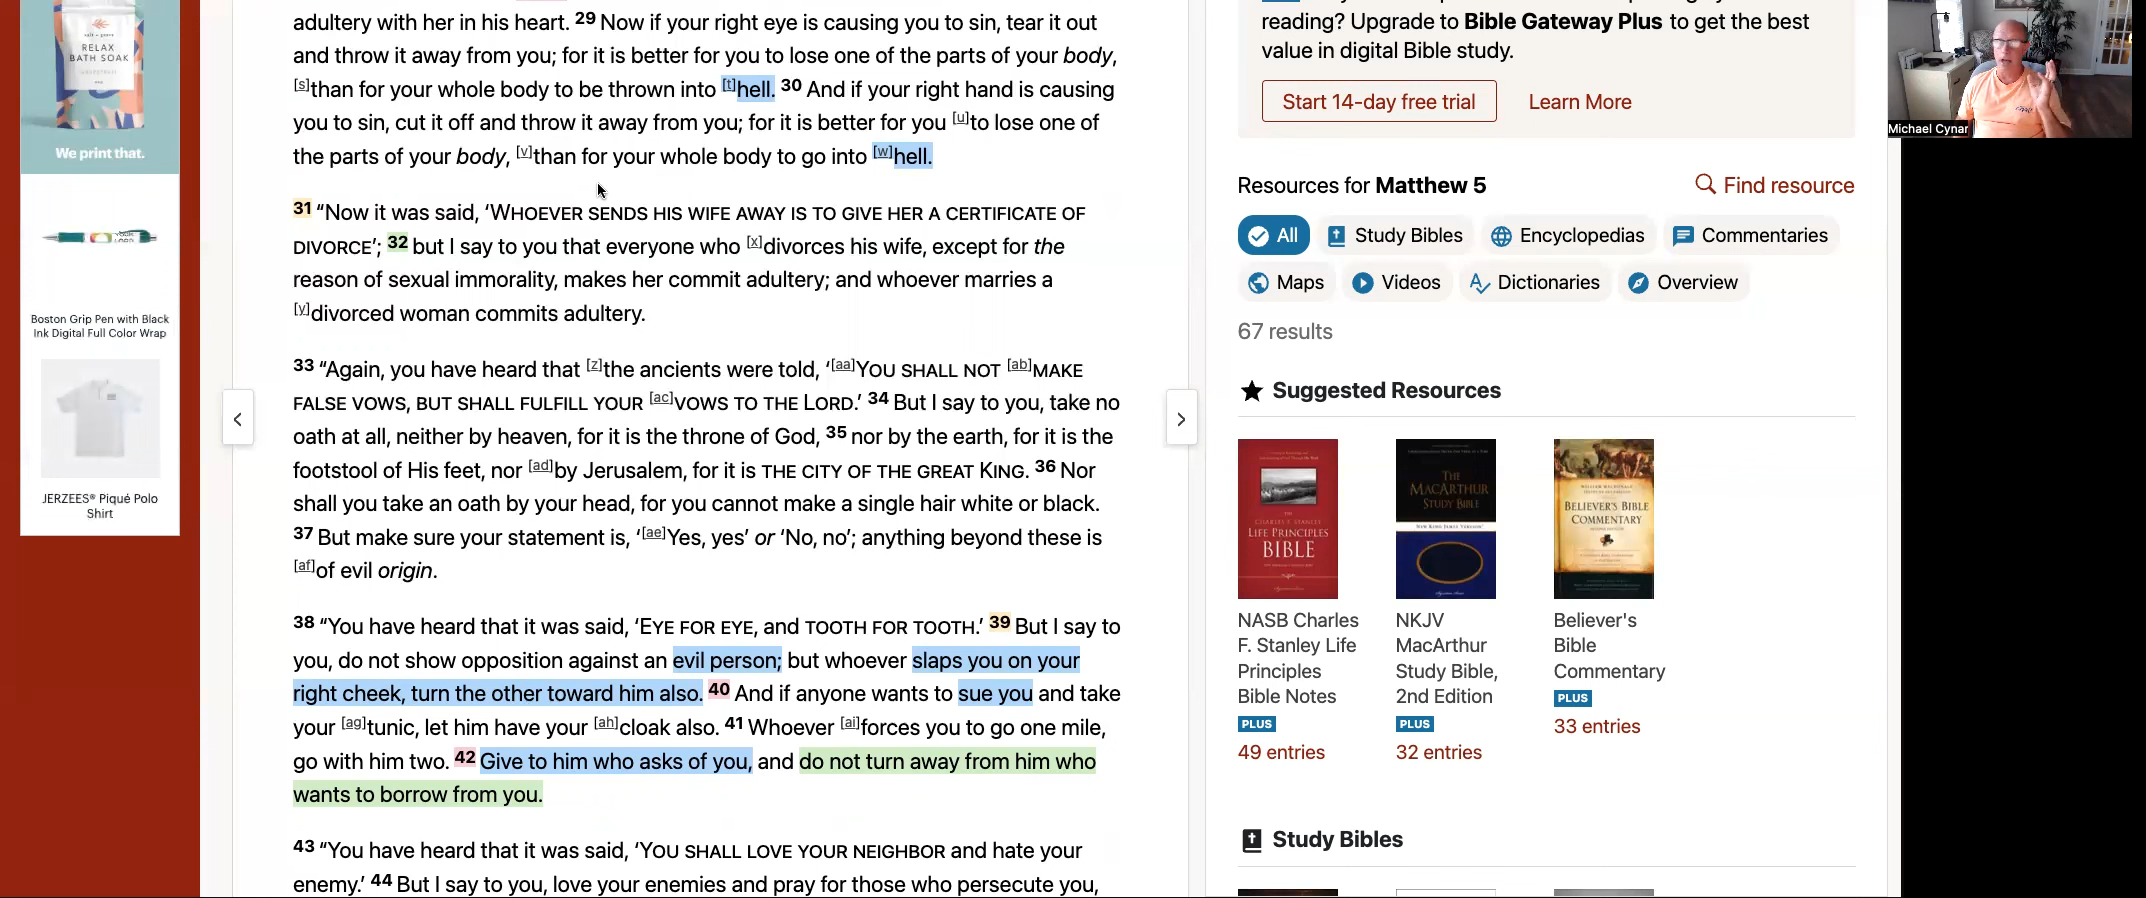 RELAX
BATH SOAK
We print that.
Boston Grip Pen with Black
Ink Digital Full Color Wrap
JERZEES® Piqué Polo
Shirt
adultery with her in his heart. 29 Now if your right eye is causing you to sin, tear it out
and throw it away from you; for it is better for you to lose one of the parts of your body,
[s]than for your whole body to be thrown into [t]hell. 30 And if your right hand is causing
you to sin, cut it off and throw it away from you; for it is better for you [u]to lose one of
the parts of your body, [v]than for your whole body to go into [w]hell.
31 “Now it was said, ‘WHOEVER SENDS HIS WIFE AWAY IS TO GIVE HER A CERTIFICATE OF
DIVORCE’; 32 but I say to you that everyone who [x]divorces his wife, except for the
reason of sexual immorality, makes her commit adultery; and whoever marries a
[y]divorced woman commits adultery.
33 “Again, you have heard that [z]the ancients were told, ‘[aa]YOU SHALL NOT [ab]MAKE
FALSE VOWS, BUT SHALL FULFILL YOUR [ac]VOWS TO THE LORD.’ 34 But I say to you, take no
oath at all, neither by heaven, for it is the throne of God, 35 nor by the earth, for it is the
footstool of His feet, nor [ad]by Jerusalem, for it is THE CITY OF THE GREAT KING. 36 Nor
shall you take an oath by your head, for you cannot make a single hair white or black.
37 But make sure your statement is, ‘[ae]Yes, yes’ or ‘No, no’; anything beyond these is
[af]of evil origin.
38 “You have heard that it was said, ‘EYE FOR EYE, and TOOTH FOR TOOTH.’ 39 But I say to
you, do not show opposition against an evil person; but whoever slaps you on your
right cheek, turn the other toward him also. 40 And if anyone wants to sue you and take
your [ag]tunic, let him have your [ah]cloak also. 41 Whoever [ai]forces you to go one mile,
go with him two. 42 Give to him who asks of you, and do not turn away from him who
wants to borrow from you.
43 “You have heard that it was said, ‘YOU SHALL LOVE YOUR NEIGHBOR and hate your
enemy.’ 44 But I say to you, love your enemies and pray for those who persecute you,
reading? Upgrade to Bible Gateway Plus to get the best
value in digital Bible study.
Start 14-day free trial Learn More
Resources for Matthew 5 Find resource
All Study Bibles Encyclopedias Commentaries
Maps Videos Dictionaries Overview
67 results
Suggested Resources
LIFE PRINCIPLES
BIBLE
THE
MACARTHUR
STUDY BIBLE
NEW KING JAMES VERSION
WILLIAM MACDONALD
BELIEVER'S BIBLE
COMMENTARY
NASB Charles
F. Stanley Life
Principles
Bible Notes
PLUS
49 entries
NKJV
MacArthur
Study Bible,
2nd Edition
PLUS
32 entries
Believer's
Bible
Commentary
PLUS
33 entries
Study Bibles
Michael Cynar